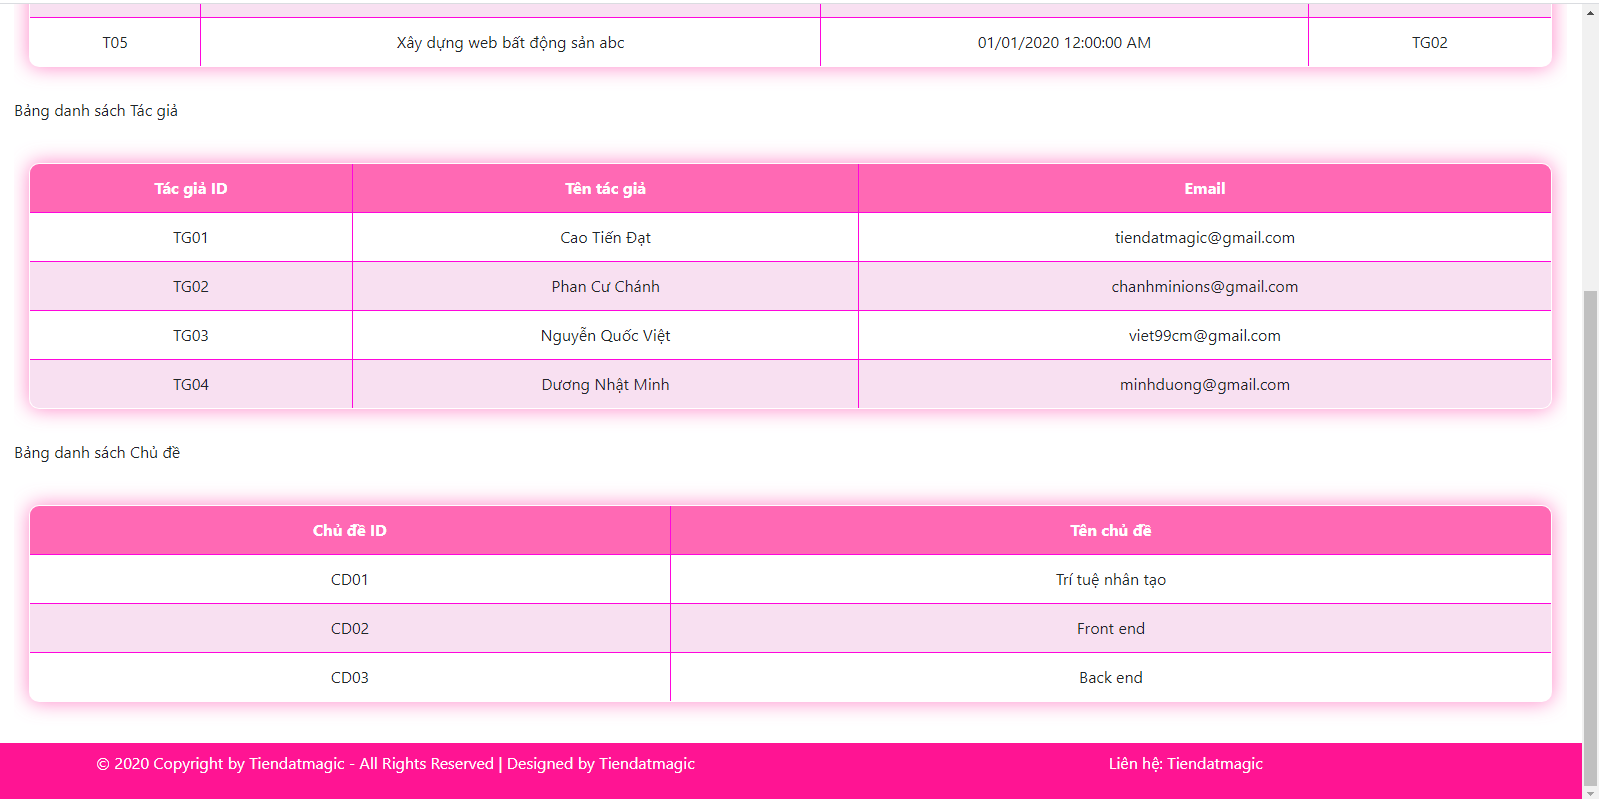 T05 Xây dựng web bất động sản abc 01/01/2020 12:00:00 AM TG02
Bảng danh sách Tác giả
Tác giả ID Tên tác giả Email
TG01 Cao Tiến Đạt tiendatmagic@gmail.com
TG02 Phan Cư Chánh chanhminions@gmail.com
TG03 Nguyễn Quốc Việt viet99cm@gmail.com
TG04 Dương Nhật Minh minhduong@gmail.com
Bảng danh sách Chủ đề
Chủ đề ID Tên chủ đề
CD01 Trí tuệ nhân tạo
CD02 Front end
CD03 Back end
© 2020 Copyright by Tiendatmagic - All Rights Reserved | Designed by Tiendatmagic Liên hệ: Tiendatmagic